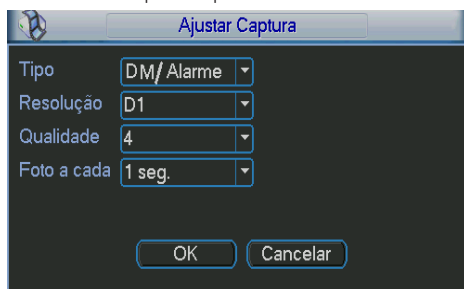 Ajustar Captura
Tipo DM/ Alarme
Resolução D1
Qualidade 4
Foto a cada 1 seg.
OK Cancelar